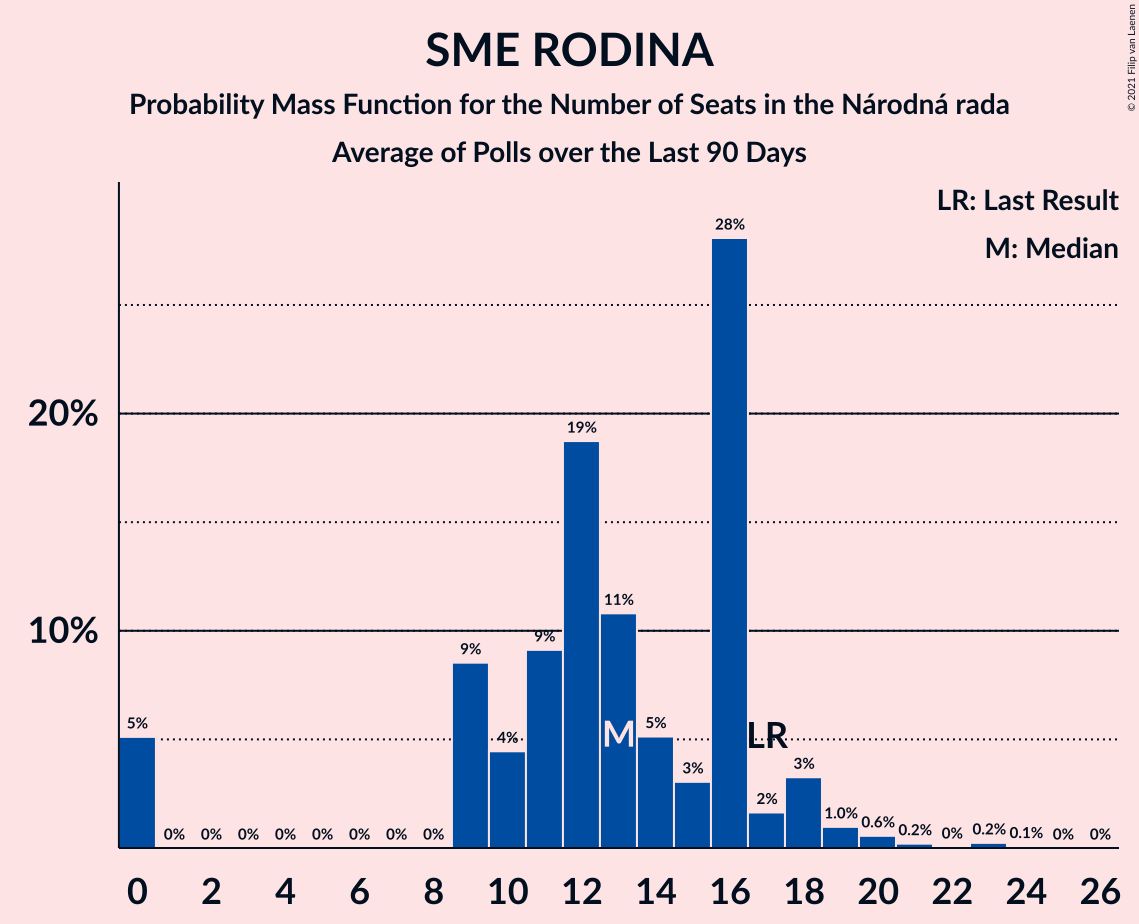 SME RODINA
Probability Mass Function for the Number of Seats in the Národná rada
Average of Polls over the Last 90 Days
© 2021 Filip van Laenen
LR: Last Result
M: Median
28%
20%
19%
11%
10%
9%
9%
5%
4%
M
5%
LR
3%
3%
2%
1.0%
0.6%
0% 0% 0% 0% 0% 0% 0% 0%
0.2% 0% 0.2% 0.1% 0% 0%
0 2 4 6 8 10 12 14 16 18 20 22 24 26